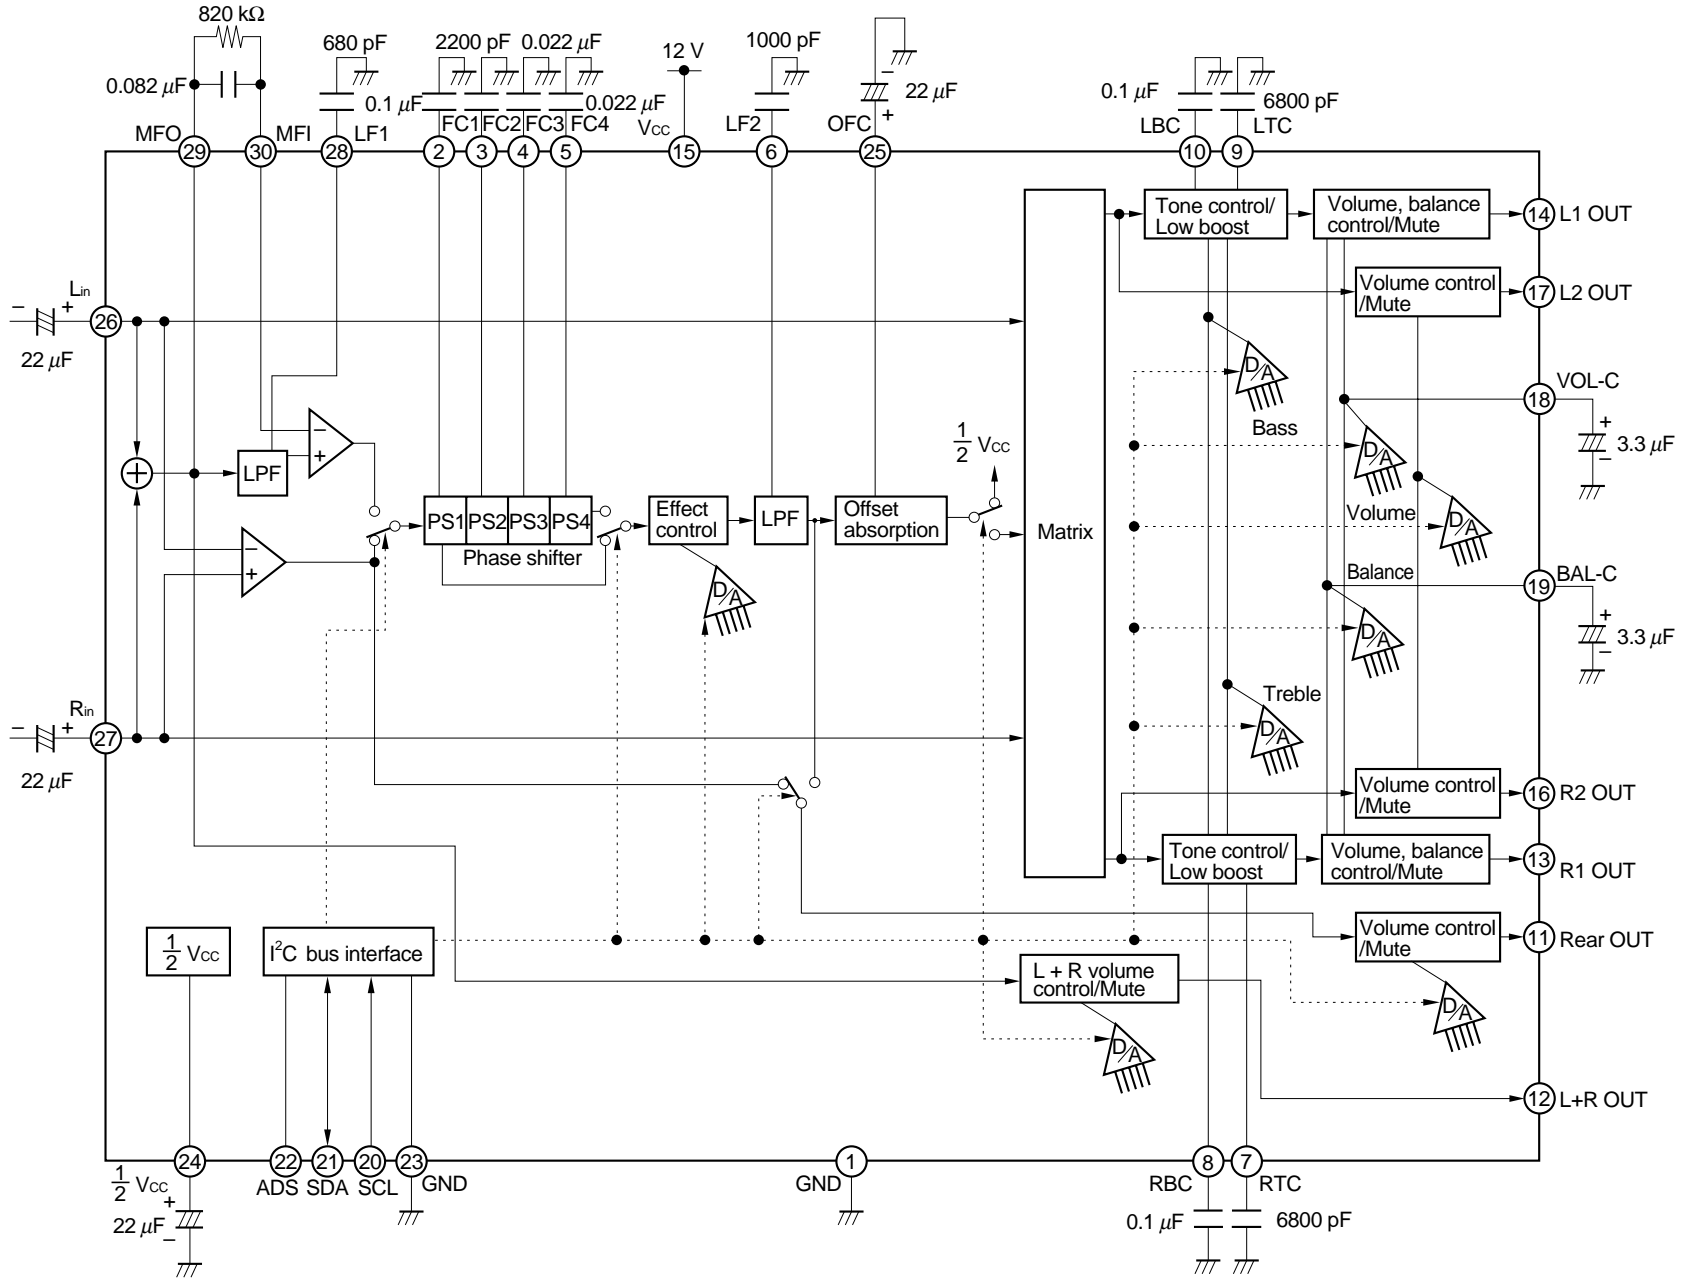 820 kΩ
0.082 μF
680 pF
0.1 μF
2200 pF
0.022 μF
0.022 μF
12 V
1000 pF
22 μF
0.1 μF
6800 pF
MFO
MFI
LF1
FC1
FC2
FC3
FC4
VCC
LF2
OFC
LBC
LTC
29
30
28
2
3
4
5
15
6
25
10
9
Tone control/
Low boost
Volume, balance
control/Mute
14
L1 OUT
Volume control
/Mute
17
L2 OUT
Lin
26
22 μF
D/A
Bass
VOL-C
18
3.3 μF
D/A
Volume
D/A
LPF
1/2 VCC
PS1
PS2
PS3
PS4
Phase shifter
Effect
control
LPF
Offset
absorption
Matrix
D/A
Balance
BAL-C
19
3.3 μF
D/A
Treble
D/A
Rin
27
22 μF
Volume control
/Mute
16
R2 OUT
Tone control/
Low boost
Volume, balance
control/Mute
13
R1 OUT
Volume control
/Mute
11
Rear OUT
1/2 VCC
I2C bus interface
L + R volume
control/Mute
D/A
D/A
12
L+R OUT
24
22
21
20
23
1
8
7
1/2 VCC
ADS
SDA
SCL
GND
GND
RBC
RTC
22 μF
0.1 μF
6800 pF